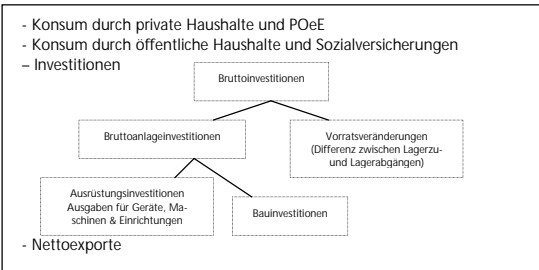 - Konsum durch private Haushalte und POeE
- Konsum durch öffentliche Haushalte und Sozialversicherungen
– Investitionen
Bruttoinvestitionen
Bruttoanlageinvestitionen
Vorratsveränderungen
(Differenz zwischen Lagerzu-
und Lagerabgängen)
Ausrüstungsinvestitionen
Ausgaben für Geräte, Ma-
schinen & Einrichtungen
Bauinvestitionen
- Nettoexporte